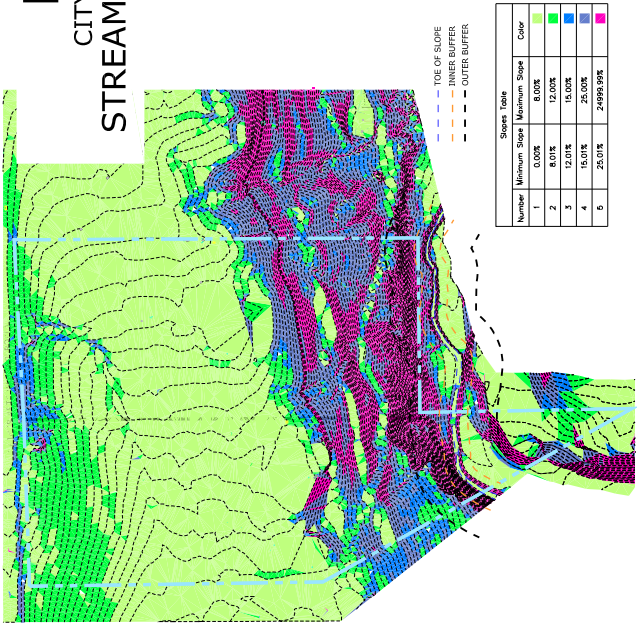 CITY
STREAM
TOE OF SLOPE
INNER BUFFER
OUTER BUFFER
Slopes Table
Number Minimum Slope Maximum Slope Color
1 0.00% 8.00%
2 8.01% 12.00%
3 12.01% 15.00%
4 15.01% 25.00%
5 25.01% 24999.99%